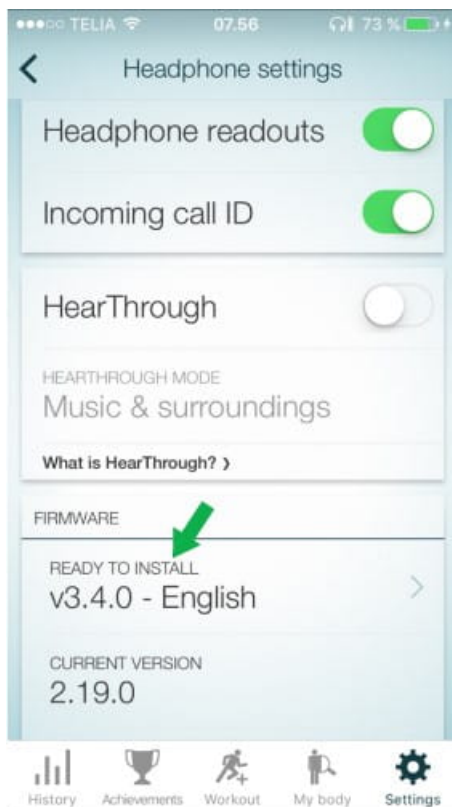 TELIA 07.56 73 %
Headphone settings
Headphone readouts
Incoming call ID
HearThrough
HEARTHROUGH MODE
Music & surroundings
What is HearThrough? ❯
FIRMWARE
READY TO INSTALL
v3.4.0 - English
CURRENT VERSION
2.19.0
History Achievements Workout My body Settings